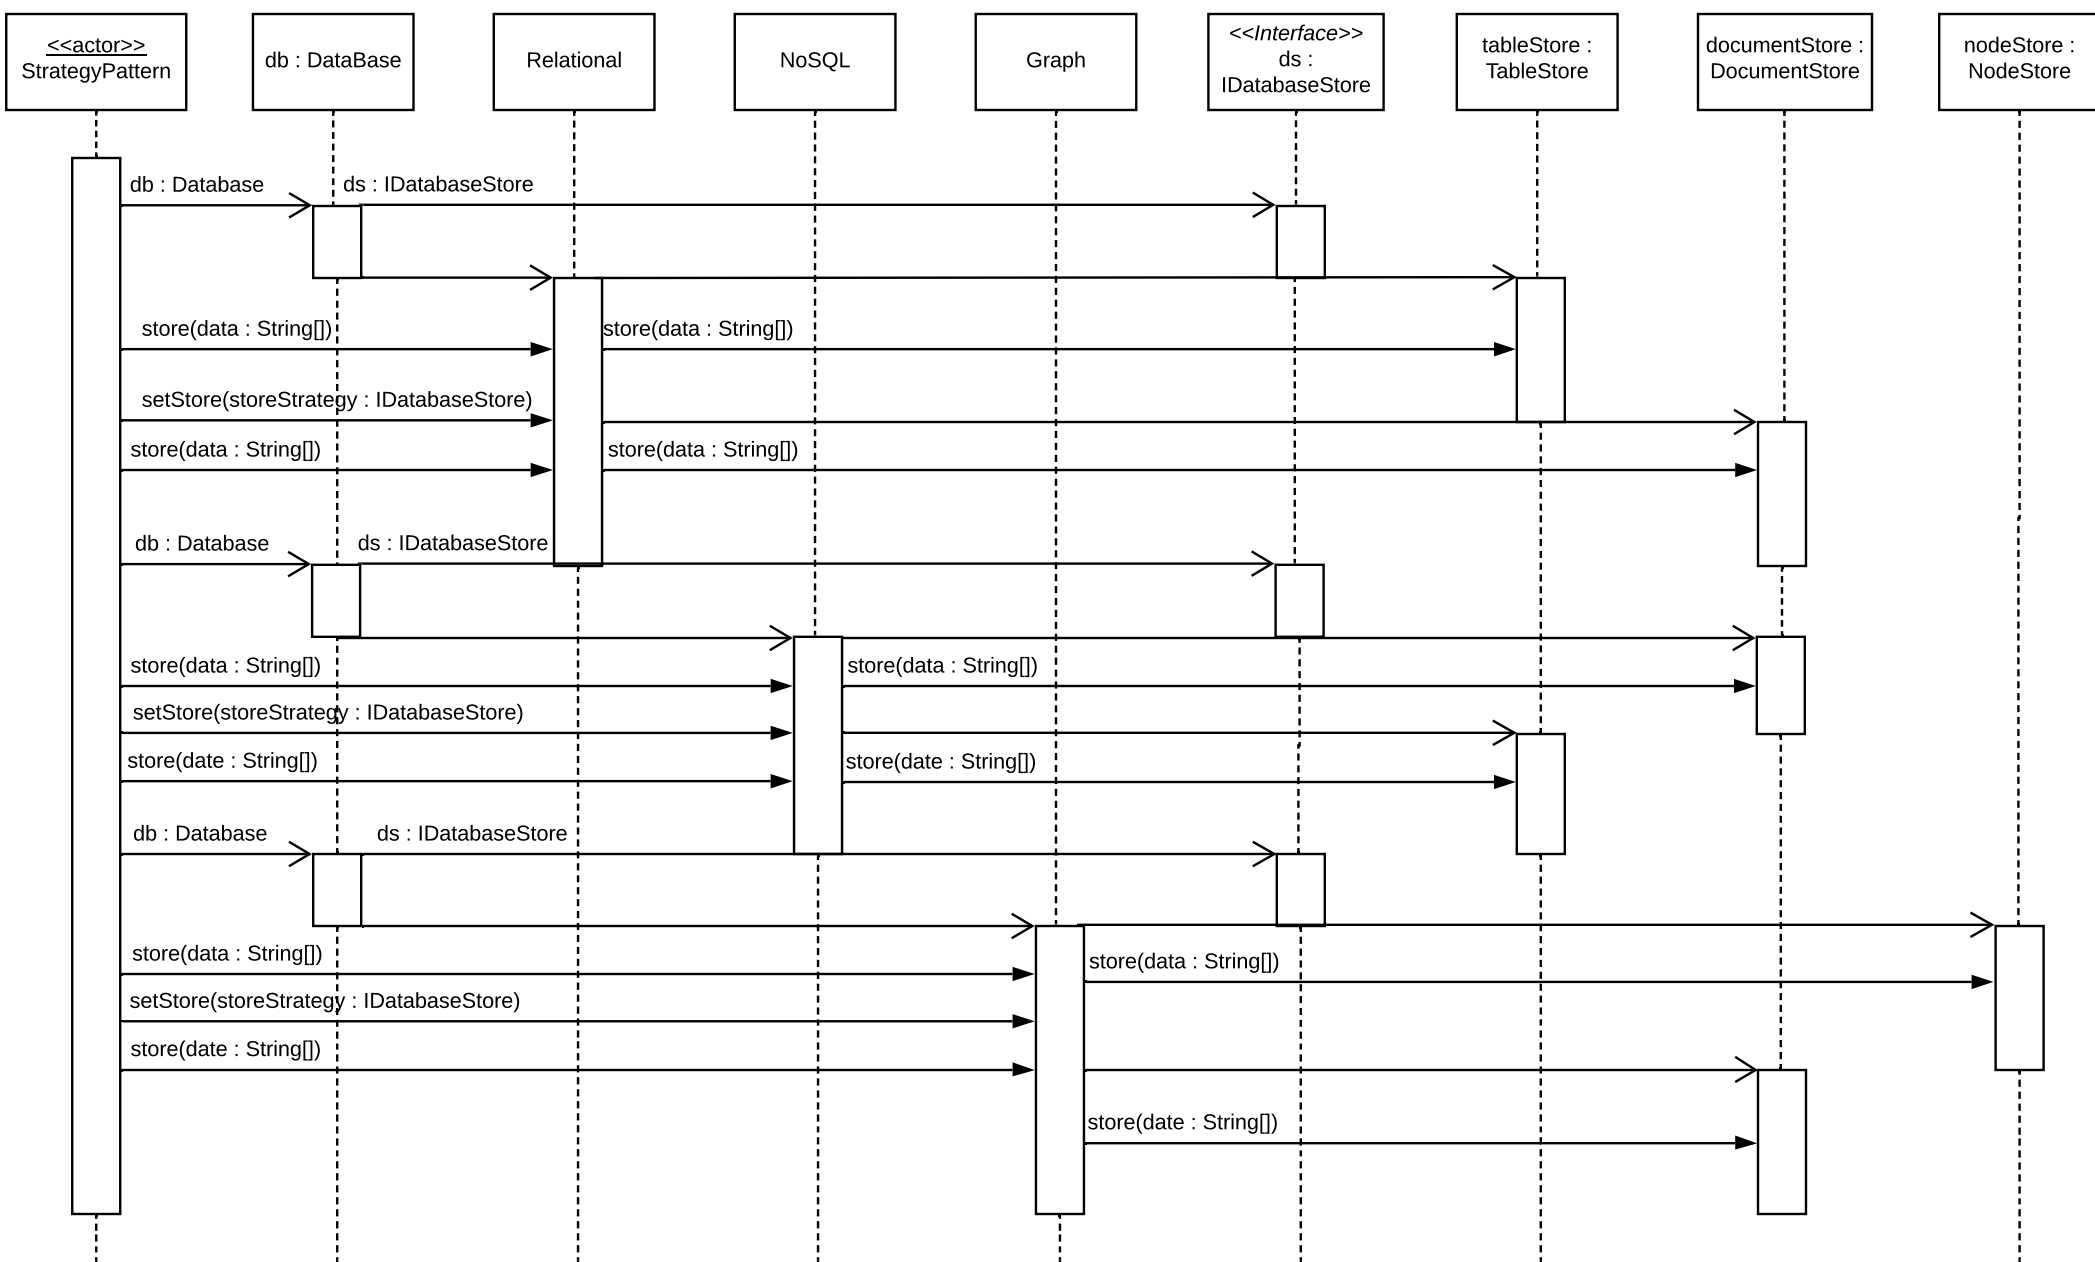 <<actor>>
StrategyPattern
db : DataBase
Relational
NoSQL
Graph
<<Interface>>
ds :
IDatabaseStore
tableStore :
TableStore
documentStore :
DocumentStore
nodeStore :
NodeStore
db : Database
ds : IDatabaseStore
store(data : String[])
store(data : String[])
setStore(storeStrategy : IDatabaseStore)
store(data : String[])
store(data : String[])
db : Database
ds : IDatabaseStore
store(data : String[])
store(data : String[])
setStore(storeStrategy : IDatabaseStore)
store(date : String[])
store(date : String[])
db : Database
ds : IDatabaseStore
store(data : String[])
store(data : String[])
setStore(storeStrategy : IDatabaseStore)
store(date : String[])
store(date : String[])